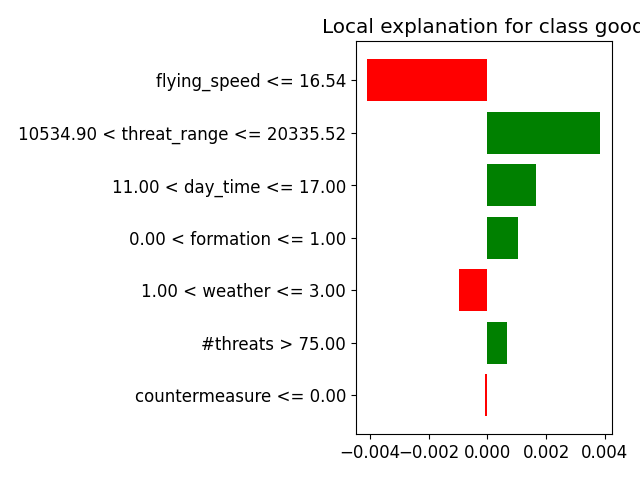 Local explanation for class good
flying_speed <= 16.54
10534.90 < threat_range <= 20335.52
11.00 < day_time <= 17.00
0.00 < formation <= 1.00
1.00 < weather <= 3.00
#threats > 75.00
countermeasure <= 0.00
−0.004 −0.002 0.000 0.002 0.004